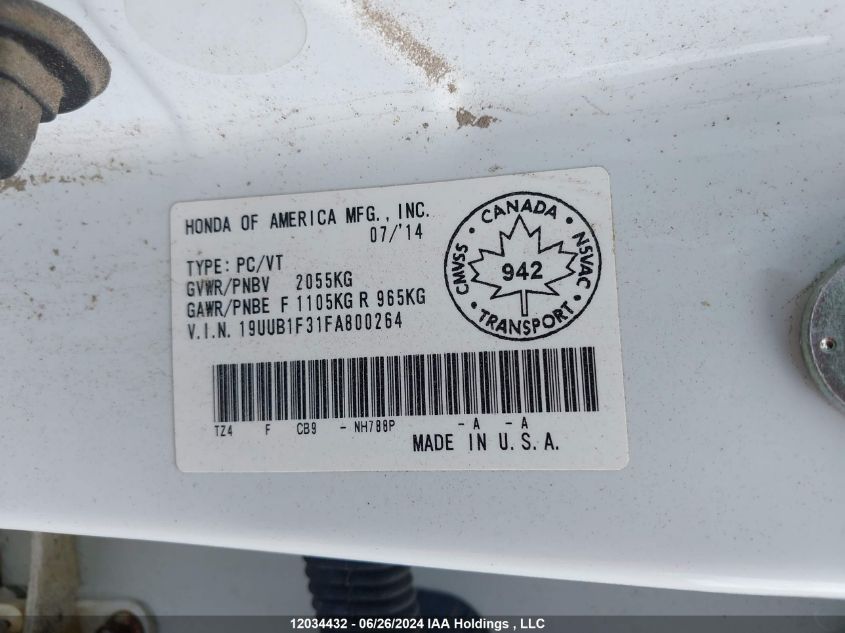 HONDA OF AMERICA MFG., INC.
07/'14
TYPE: PC/VT
GVWR/PNBV 2055KG
GAWR/PNBE F 1105KG R 965KG
V.I.N. 19UUB1F31FA800264
CMVSS • CANADA • NSVAC
942
• TRANSPORT •
TZ4 F CB9 - NH788P - A - A
MADE IN U.S.A.
12034432 - 06/26/2024 IAA Holdings , LLC